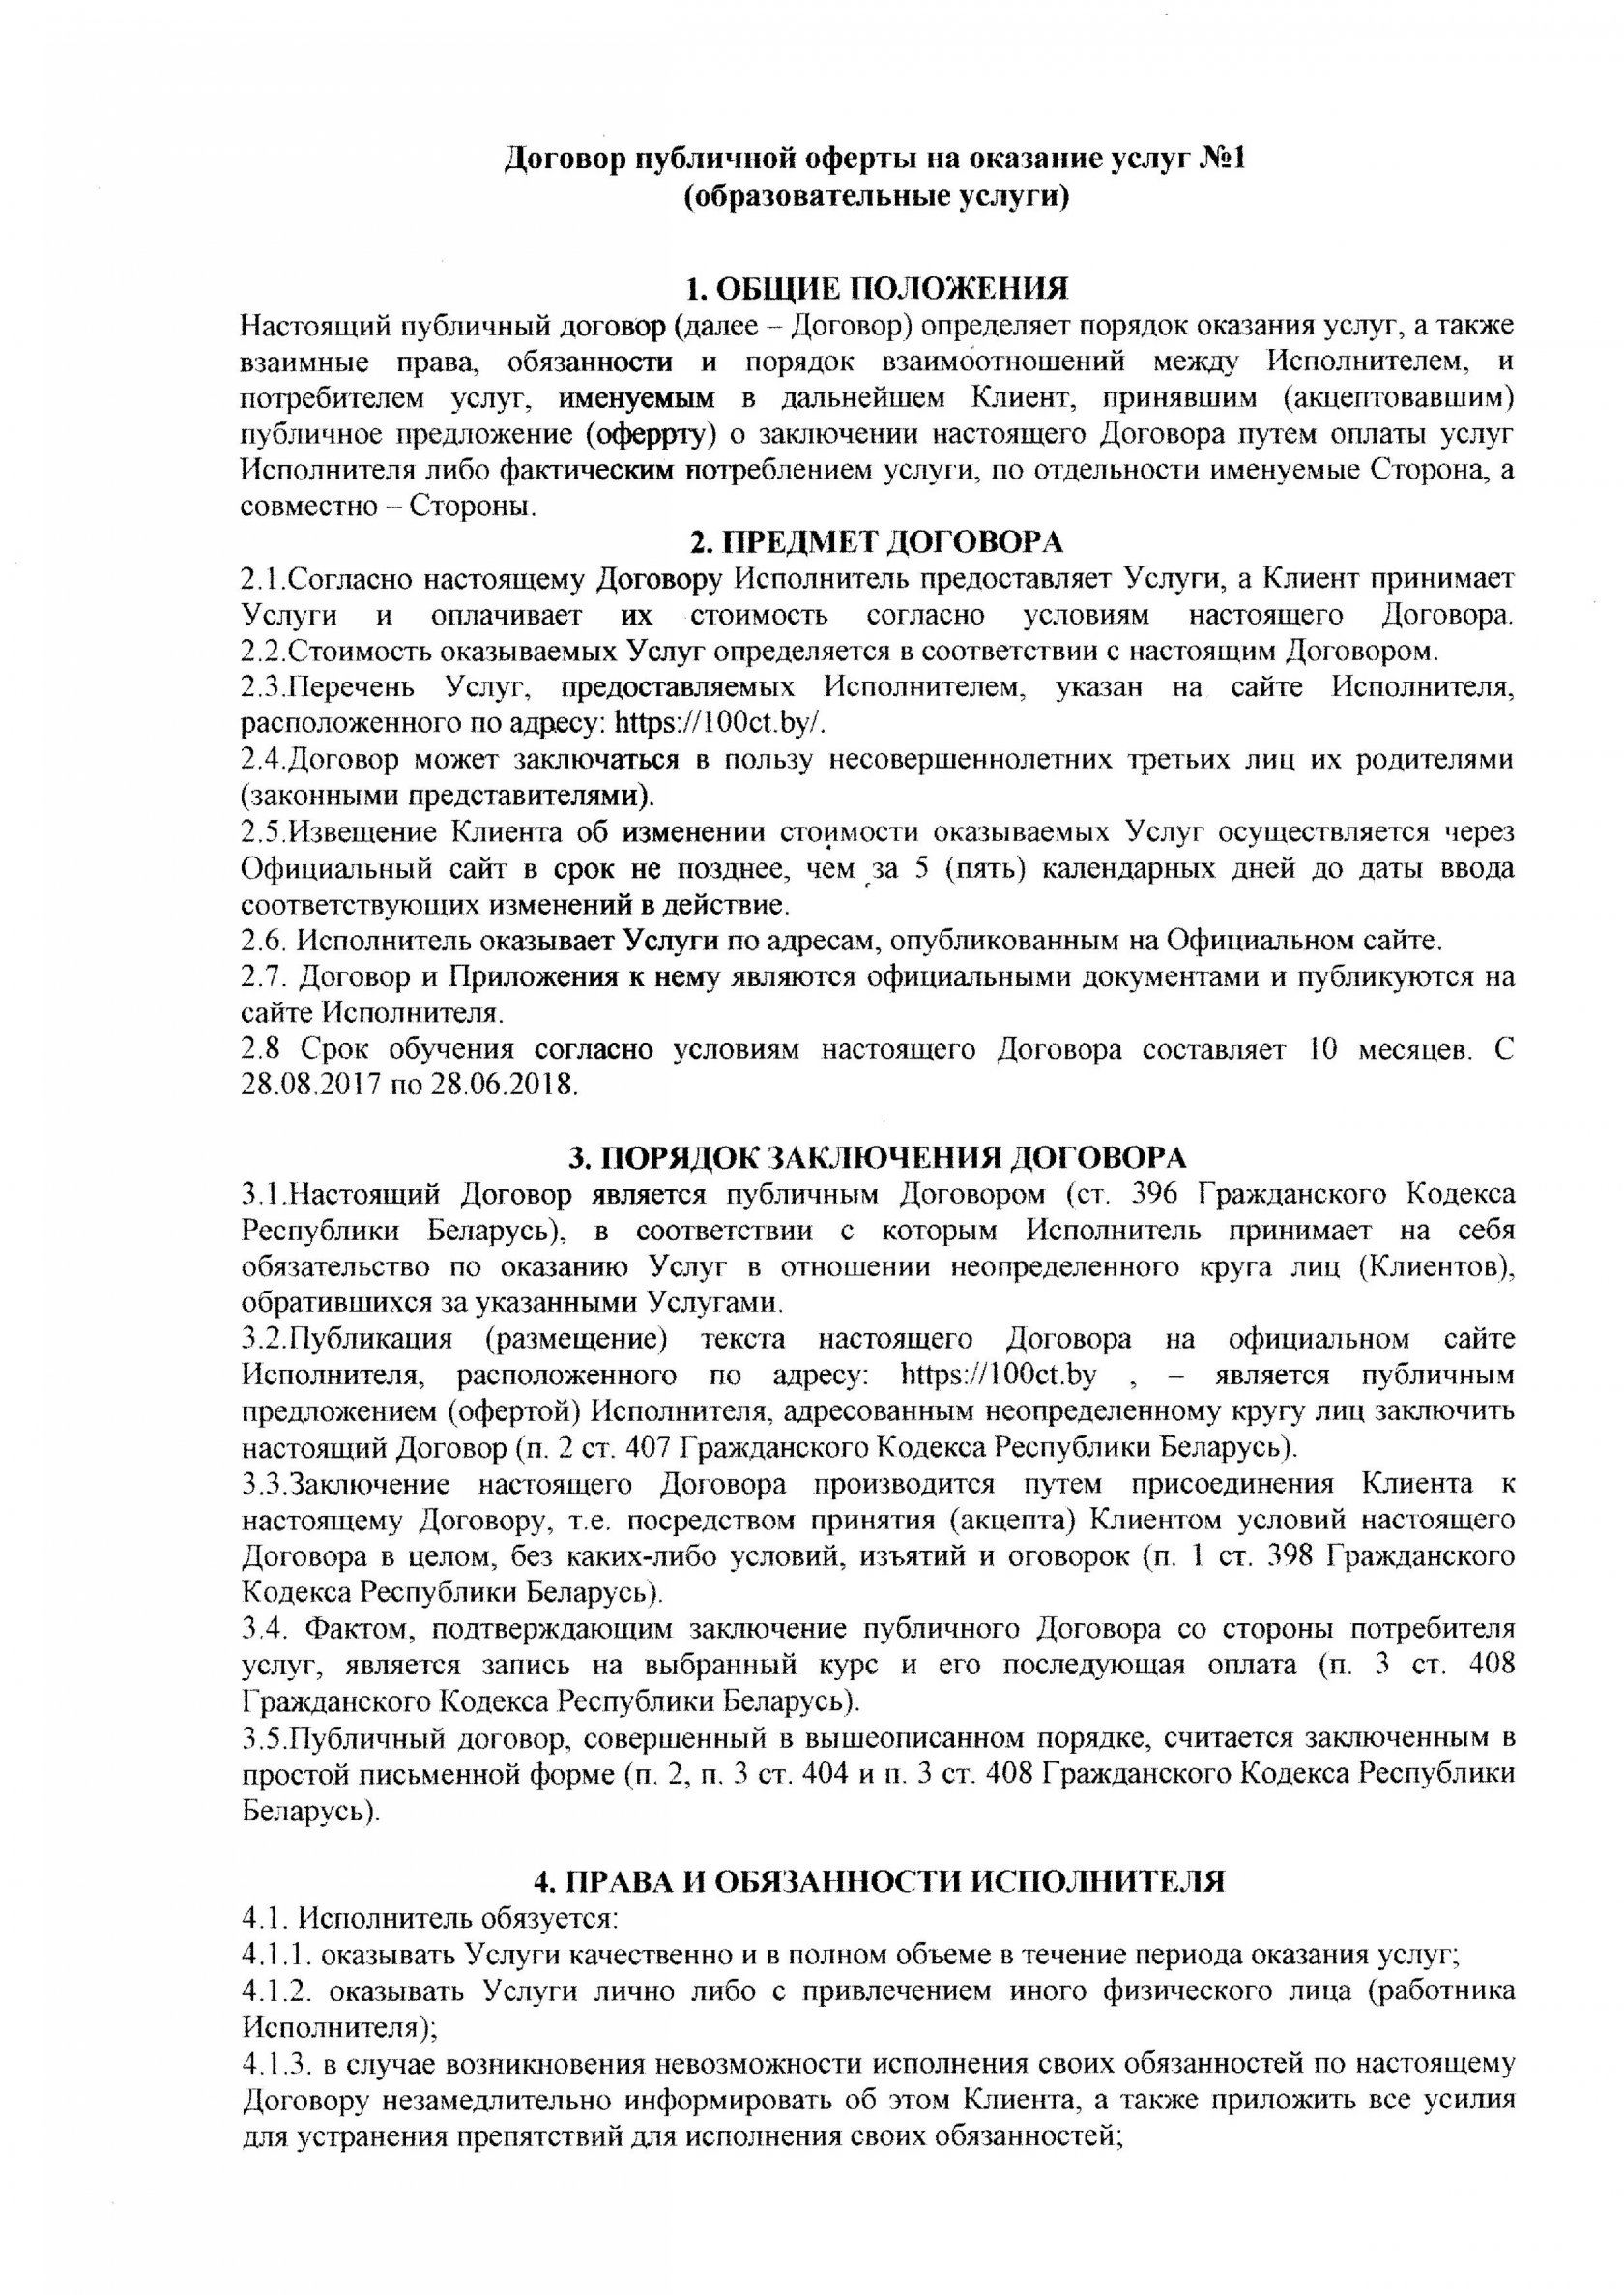 Договор публичной оферты на оказание услуг №1
(образовательные услуги)
1. ОБЩИЕ ПОЛОЖЕНИЯ
Настоящий публичный договор (далее – Договор) определяет порядок оказания услуг, а также
взаимные права, обязанности и порядок взаимоотношений между Исполнителем, и
потребителем услуг, именуемым в дальнейшем Клиент, принявшим (акцептовавшим)
публичное предложение (оферрту) о заключении настоящего Договора путем оплаты услуг
Исполнителя либо фактическим потреблением услуги, по отдельности именуемые Сторона, а
совместно – Стороны.
2. ПРЕДМЕТ ДОГОВОРА
2.1.Согласно настоящему Договору Исполнитель предоставляет Услуги, а Клиент принимает
Услуги и оплачивает их стоимость согласно условиям настоящего Договора.
2.2.Стоимость оказываемых Услуг определяется в соответствии с настоящим Договором.
2.3.Перечень Услуг, предоставляемых Исполнителем, указан на сайте Исполнителя,
расположенного по адресу: https://100ct.by/.
2.4.Договор может заключаться в пользу несовершеннолетних третьих лиц их родителями
(законными представителями).
2.5.Извещение Клиента об изменении стоимости оказываемых Услуг осуществляется через
Официальный сайт в срок не позднее, чем за 5 (пять) календарных дней до даты ввода
соответствующих изменений в действие.
2.6. Исполнитель оказывает Услуги по адресам, опубликованным на Официальном сайте.
2.7. Договор и Приложения к нему являются официальными документами и публикуются на
сайте Исполнителя.
2.8 Срок обучения согласно условиям настоящего Договора составляет 10 месяцев. С
28.08.2017 по 28.06.2018.
3. ПОРЯДОК ЗАКЛЮЧЕНИЯ ДОГОВОРА
3.1.Настоящий Договор является публичным Договором (ст. 396 Гражданского Кодекса
Республики Беларусь), в соответствии с которым Исполнитель принимает на себя
обязательство по оказанию Услуг в отношении неопределенного круга лиц (Клиентов),
обратившихся за указанными Услугами.
3.2.Публикация (размещение) текста настоящего Договора на официальном сайте
Исполнителя, расположенного по адресу: https://100ct.by , – является публичным
предложением (офертой) Исполнителя, адресованным неопределенному кругу лиц заключить
настоящий Договор (п. 2 ст. 407 Гражданского Кодекса Республики Беларусь).
3.3.Заключение настоящего Договора производится путем присоединения Клиента к
настоящему Договору, т.е. посредством принятия (акцепта) Клиентом условий настоящего
Договора в целом, без каких-либо условий, изъятий и оговорок (п. 1 ст. 398 Гражданского
Кодекса Республики Беларусь).
3.4. Фактом, подтверждающим заключение публичного Договора со стороны потребителя
услуг, является запись на выбранный курс и его последующая оплата (п. 3 ст. 408
Гражданского Кодекса Республики Беларусь).
3.5.Публичный договор, совершенный в вышеописанном порядке, считается заключенным в
простой письменной форме (п. 2, п. 3 ст. 404 и п. 3 ст. 408 Гражданского Кодекса Республики
Беларусь).
4. ПРАВА И ОБЯЗАННОСТИ ИСПОЛНИТЕЛЯ
4.1. Исполнитель обязуется:
4.1.1. оказывать Услуги качественно и в полном объеме в течение периода оказания услуг;
4.1.2. оказывать Услуги лично либо с привлечением иного физического лица (работника
Исполнителя);
4.1.3. в случае возникновения невозможности исполнения своих обязанностей по настоящему
Договору незамедлительно информировать об этом Клиента, а также приложить все усилия
для устранения препятствий для исполнения своих обязанностей;